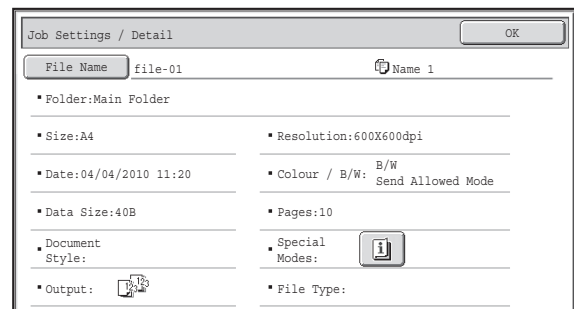 Job Settings / Detail
OK
File Name
file-01
Name 1
Folder:Main Folder
Size:A4
Resolution:600X600dpi
Date:04/04/2010 11:20
Colour / B/W:
B/W
Send Allowed Mode
Data Size:40B
Pages:10
Document
Style:
Special
Modes:
Output:
123
123
File Type: